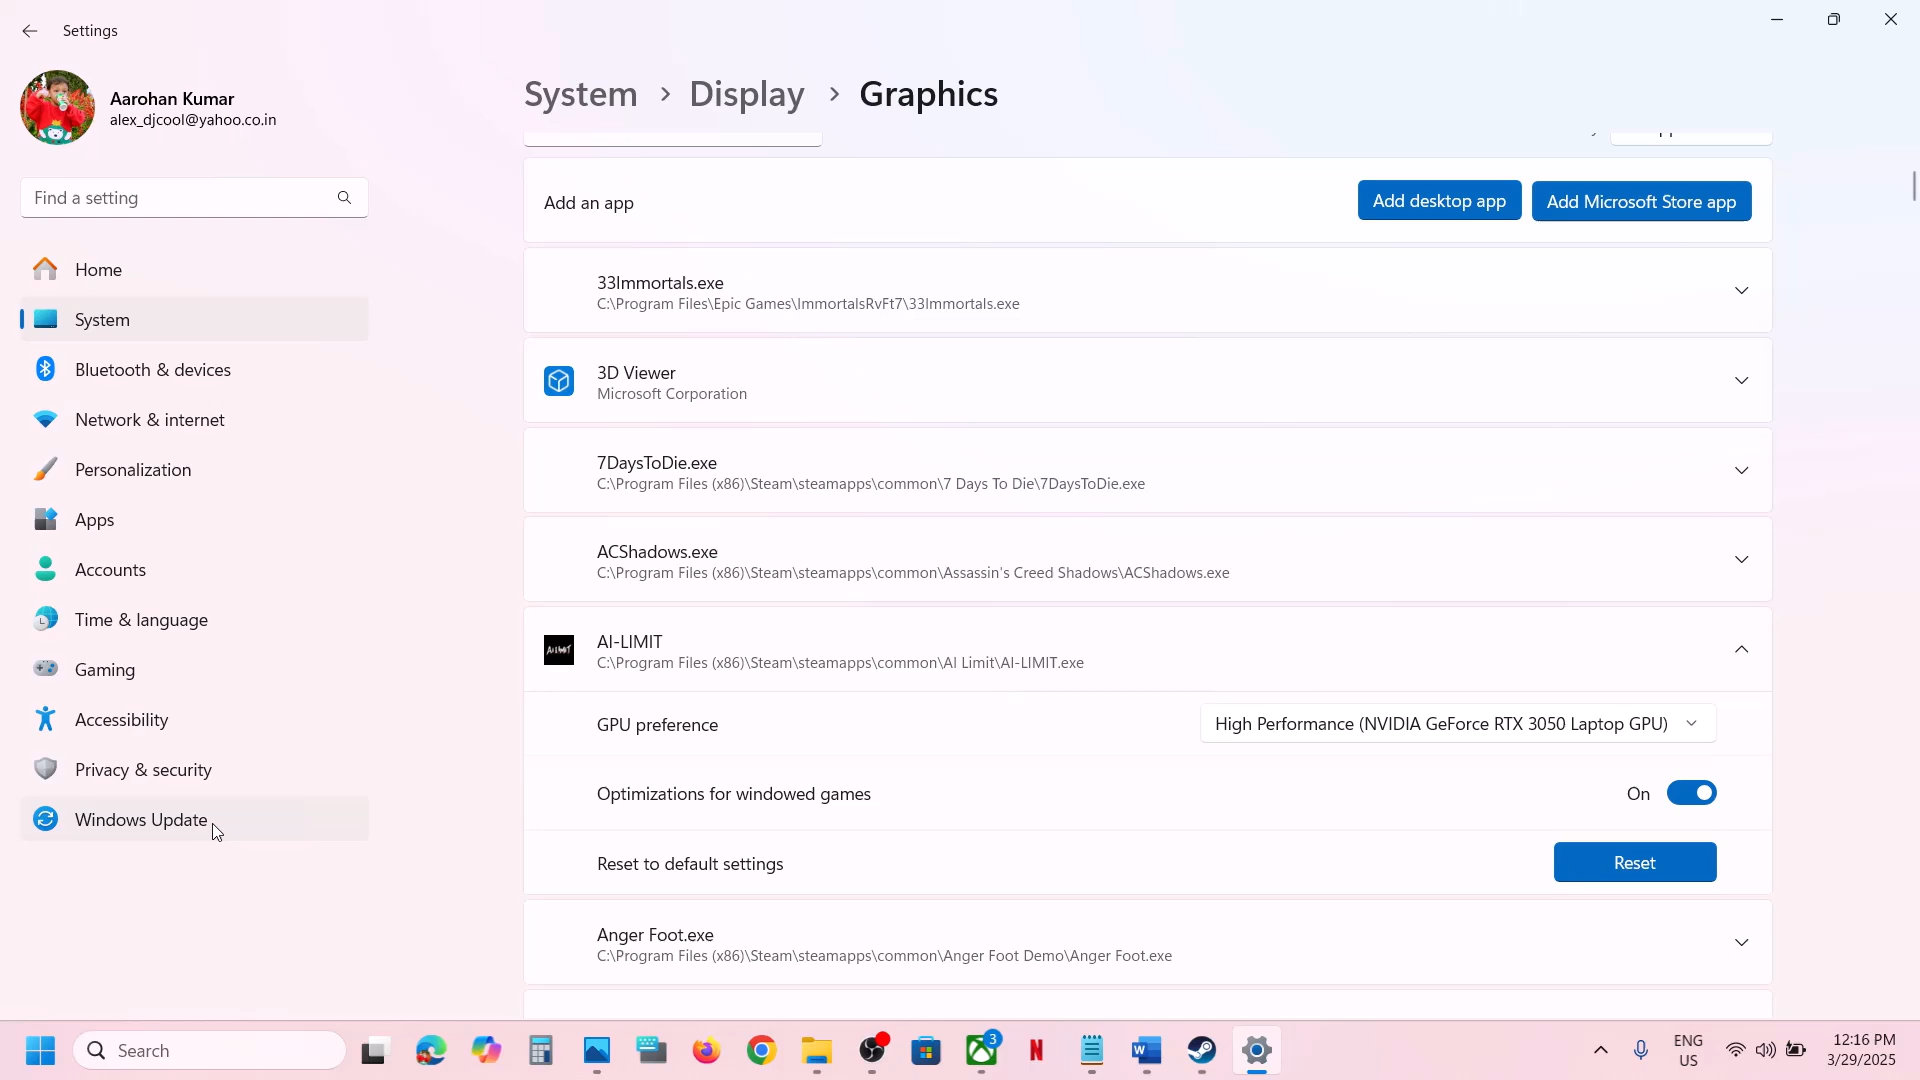 Settings
Aarohan Kumar
alex_djcool@yahoo.co.in
Find a setting
Home
System
Bluetooth & devices
Network & internet
Personalization
Apps
Accounts
Time & language
Gaming
Accessibility
Privacy & security
Windows Update
System > Display > Graphics
Add an app
Add desktop app
Add Microsoft Store app
33Immortals.exe
C:\Program Files\Epic Games\ImmortalsRvFt7\33Immortals.exe
3D Viewer
Microsoft Corporation
7DaysToDie.exe
C:\Program Files (x86)\Steam\steamapps\common\7 Days To Die\7DaysToDie.exe
ACShadows.exe
C:\Program Files (x86)\Steam\steamapps\common\Assassin's Creed Shadows\ACShadows.exe
AI-LIMIT
AI-LIMIT
C:\Program Files (x86)\Steam\steamapps\common\AI Limit\AI-LIMIT.exe
GPU preference
High Performance (NVIDIA GeForce RTX 3050 Laptop GPU)
Optimizations for windowed games
On
Reset to default settings
Reset
Anger Foot.exe
C:\Program Files (x86)\Steam\steamapps\common\Anger Foot Demo\Anger Foot.exe
Search
3
N
W
ENG
US
12:16 PM
3/29/2025